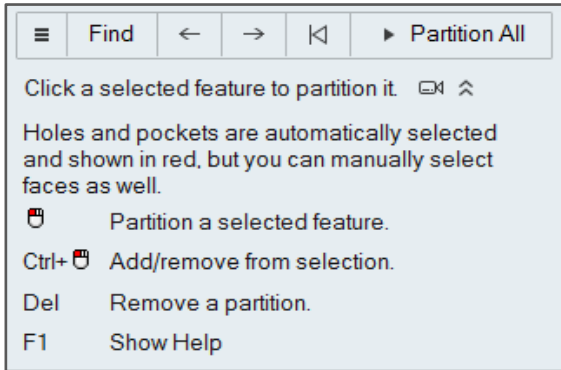 Find Partition All
Click a selected feature to partition it.
Holes and pockets are automatically selected
and shown in red, but you can manually select
faces as well.
Partition a selected feature.
Ctrl+ Add/remove from selection.
Del Remove a partition.
F1 Show Help